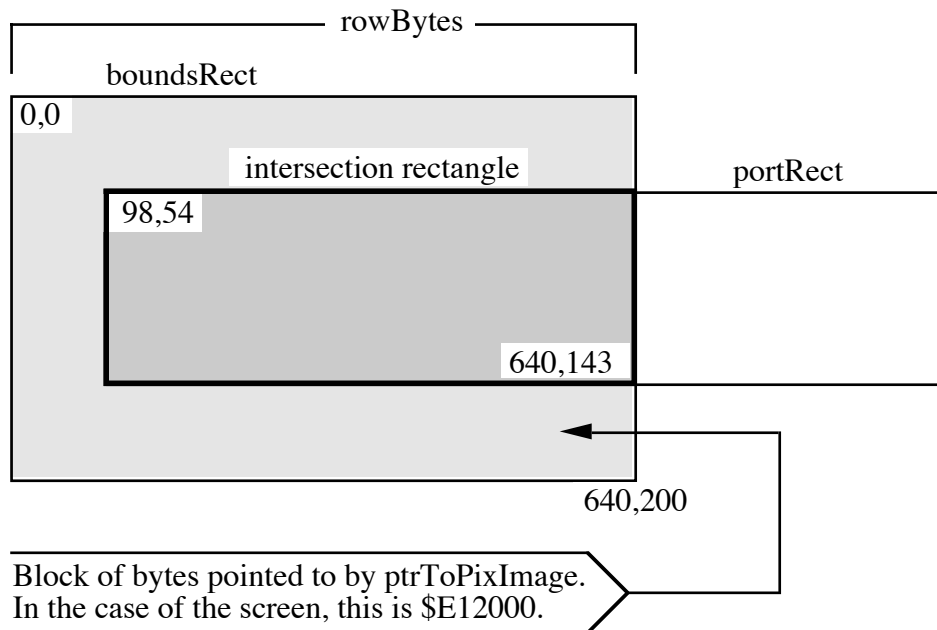 rowBytes
boundsRect
0,0
intersection rectangle
portRect
98,54
640,143
640,200
Block of bytes pointed to by ptrToPixImage.
In the case of the screen, this is $E12000.